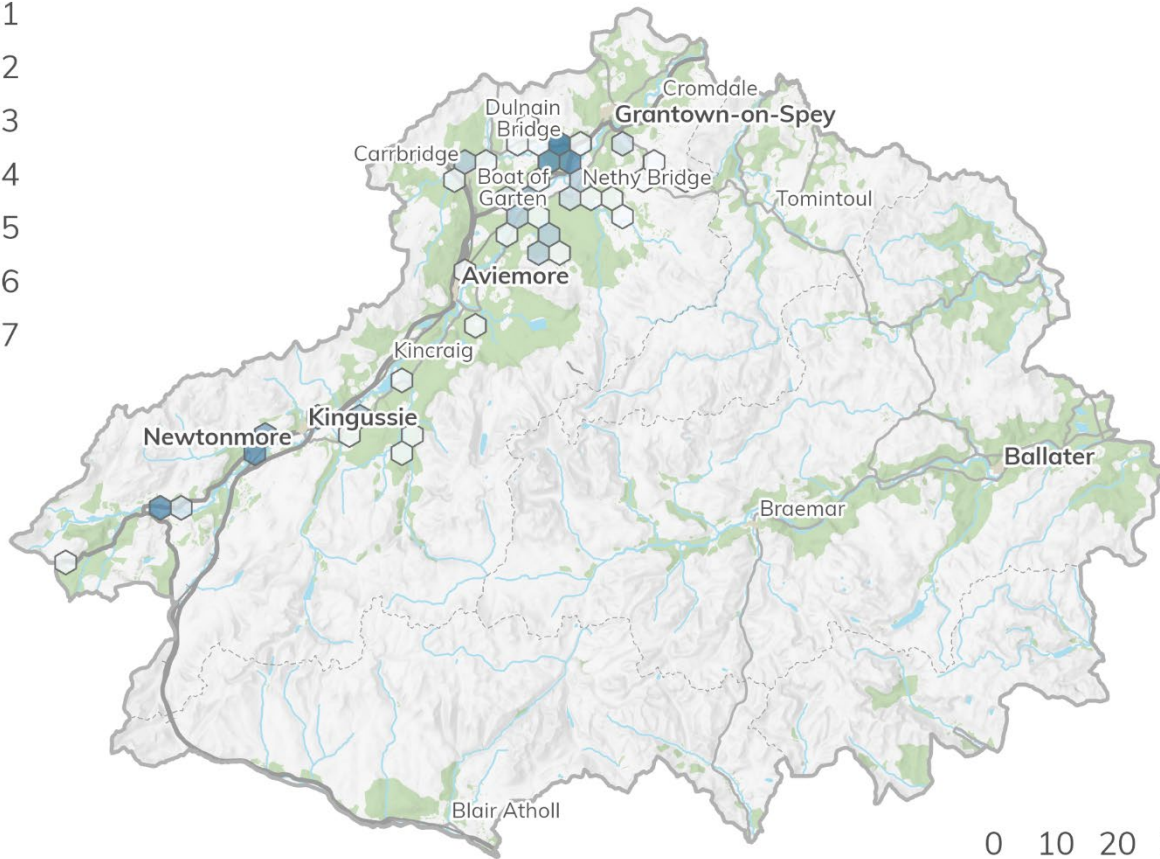 1
2
3
4
5
6
7
Cromdale
Grantown-on-Spey
Dulnain
Bridge
Carrbridge
Boat of
Garten
Nethy Bridge
Tomintoul
Aviemore
Kincraig
Kingussie
Newtonmore
Ballater
Braemar
Blair Atholl
0 10 20